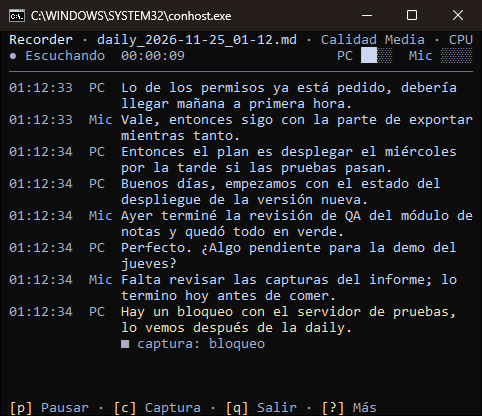 C:\WINDOWS\SYSTEM32\conhost.exe
Recorder · daily_2026-11-25_01-12.md · Calidad Media · CPU
● Escuchando 00:00:09 PC Mic
01:12:33 PC Lo de los permisos ya está pedido, debería
llegar mañana a primera hora.
01:12:33 Mic Vale, entonces sigo con la parte de exportar
mientras tanto.
01:12:34 PC Entonces el plan es desplegar el miércoles
por la tarde si las pruebas pasan.
01:12:34 PC Buenos días, empezamos con el estado del
despliegue de la versión nueva.
01:12:34 Mic Ayer terminé la revisión de QA del módulo de
notas y quedó todo en verde.
01:12:34 PC Perfecto. ¿Algo pendiente para la demo del
jueves?
01:12:34 Mic Falta revisar las capturas del informe; lo
termino hoy antes de comer.
01:12:34 PC Hay un bloqueo con el servidor de pruebas,
lo vemos después de la daily.
■ captura: bloqueo
[p] Pausar · [c] Captura · [q] Salir · [?] Más